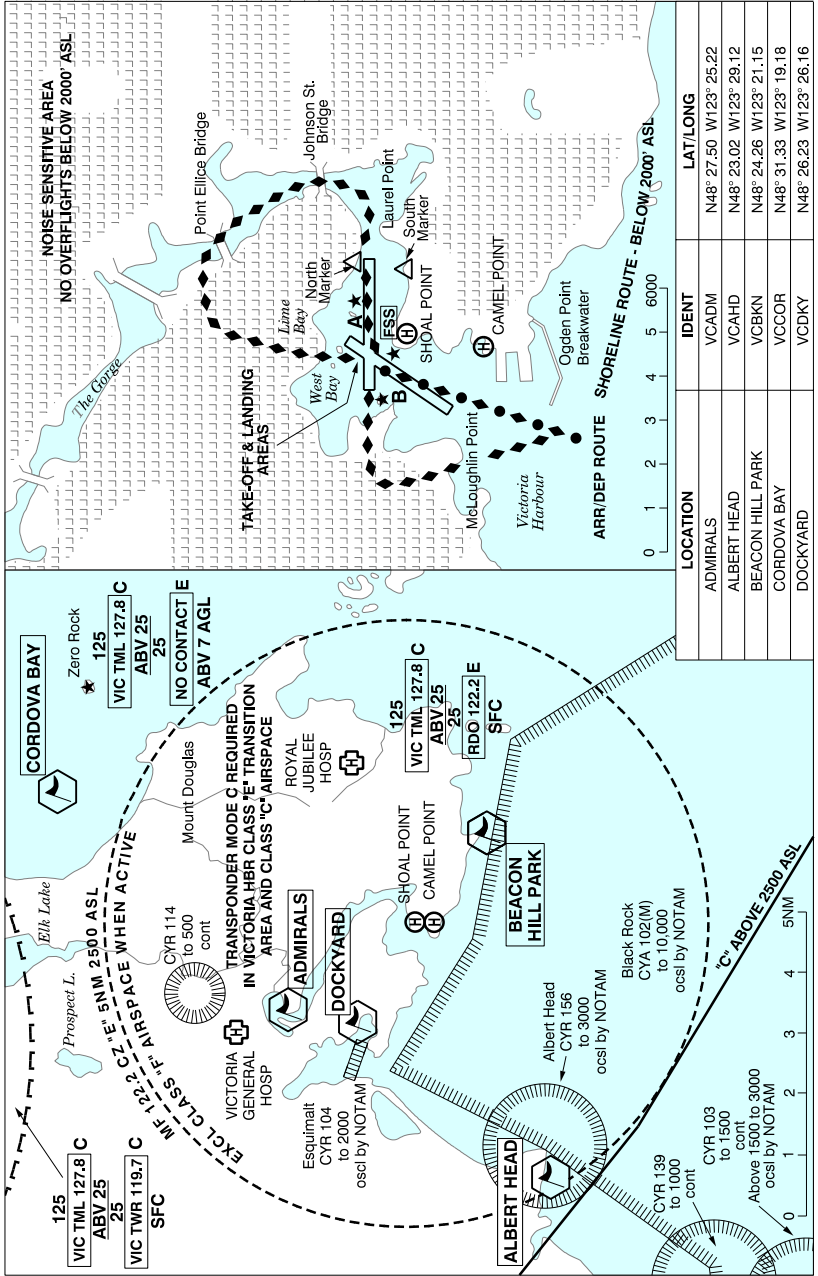 CORDOVA BAY
Zero Rock
125
VIC TML 127.8 C
ABV 25
25
NO CONTACT E
ABV 7 AGL
Elk Lake
Prospect L.
MF 122.2 CZ "E" 5NM 2500 ASL
EXCL CLASS "F" AIRSPACE WHEN ACTIVE
125
VIC TML 127.8 C
ABV 25
25
VIC TWR 119.7 C
SFC
Mount Douglas
CYR 114
to 500
cont
TRANSPONDER MODE C REQUIRED
IN VICTORIA HBR CLASS "E" TRANSITION
AREA AND CLASS "C" AIRSPACE
ROYAL
JUBILEE
HOSP
H
VICTORIA
GENERAL
HOSP
H
ADMIRALS
DOCKYARD
Esquimalt
CYR 104
to 2000
oscl by NOTAM
SHOAL POINT
CAMEL POINT
H
H
125
VIC TML 127.8 C
ABV 25
25
RDO 122.2 E
SFC
BEACON
HILL PARK
ALBERT HEAD
Albert Head
CYR 156
to 3000
ocsl by NOTAM
Black Rock
CYA 102(M)
to 10,000
ocsl by NOTAM
"C" ABOVE 2500 ASL
CYR 139
to 1000
cont
CYR 103
to 1500
cont
Above 1500 to 3000
ocsl by NOTAM
0 1 2 3 4 5NM
NOISE SENSITIVE AREA
NO OVERFLIGHTS BELOW 2000' ASL
The Gorge
Point Ellice Bridge
Johnson St.
Bridge
TAKE-OFF & LANDING
AREAS
Lime
Bay
West
Bay
North
Marker
A
B
FSS
Laurel Point
South
Marker
H
SHOAL POINT
H
CAMEL POINT
McLoughlin Point
Victoria
Harbour
Ogden Point
Breakwater
ARR/DEP ROUTE
SHORELINE ROUTE - BELOW 2000' ASL
0 1 2 3 4 5 6000
LOCATION IDENT LAT/LONG
ADMIRALS VCADM N48° 27.50 W123° 25.22
ALBERT HEAD VCAHD N48° 23.02 W123° 29.12
BEACON HILL PARK VCBKN N48° 24.26 W123° 21.15
CORDOVA BAY VCCOR N48° 31.33 W123° 19.18
DOCKYARD VCDKY N48° 26.23 W123° 26.16